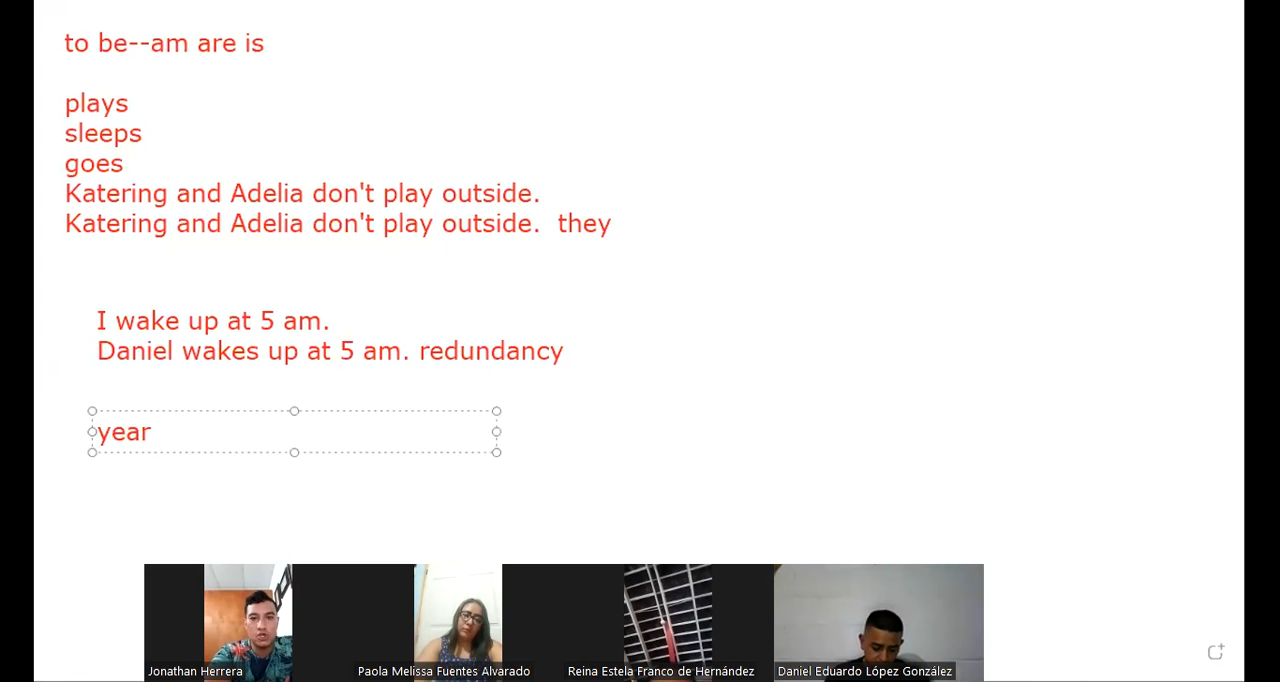 to be--am are is
plays
sleeps
goes
Katering and Adelia don't play outside.
Katering and Adelia don't play outside.  they
I wake up at 5 am.
Daniel wakes up at 5 am. redundancy
year
Jonathan Herrera
Paola Melissa Fuentes Alvarado
Reina Estela Franco de Hernández
Daniel Eduardo López González